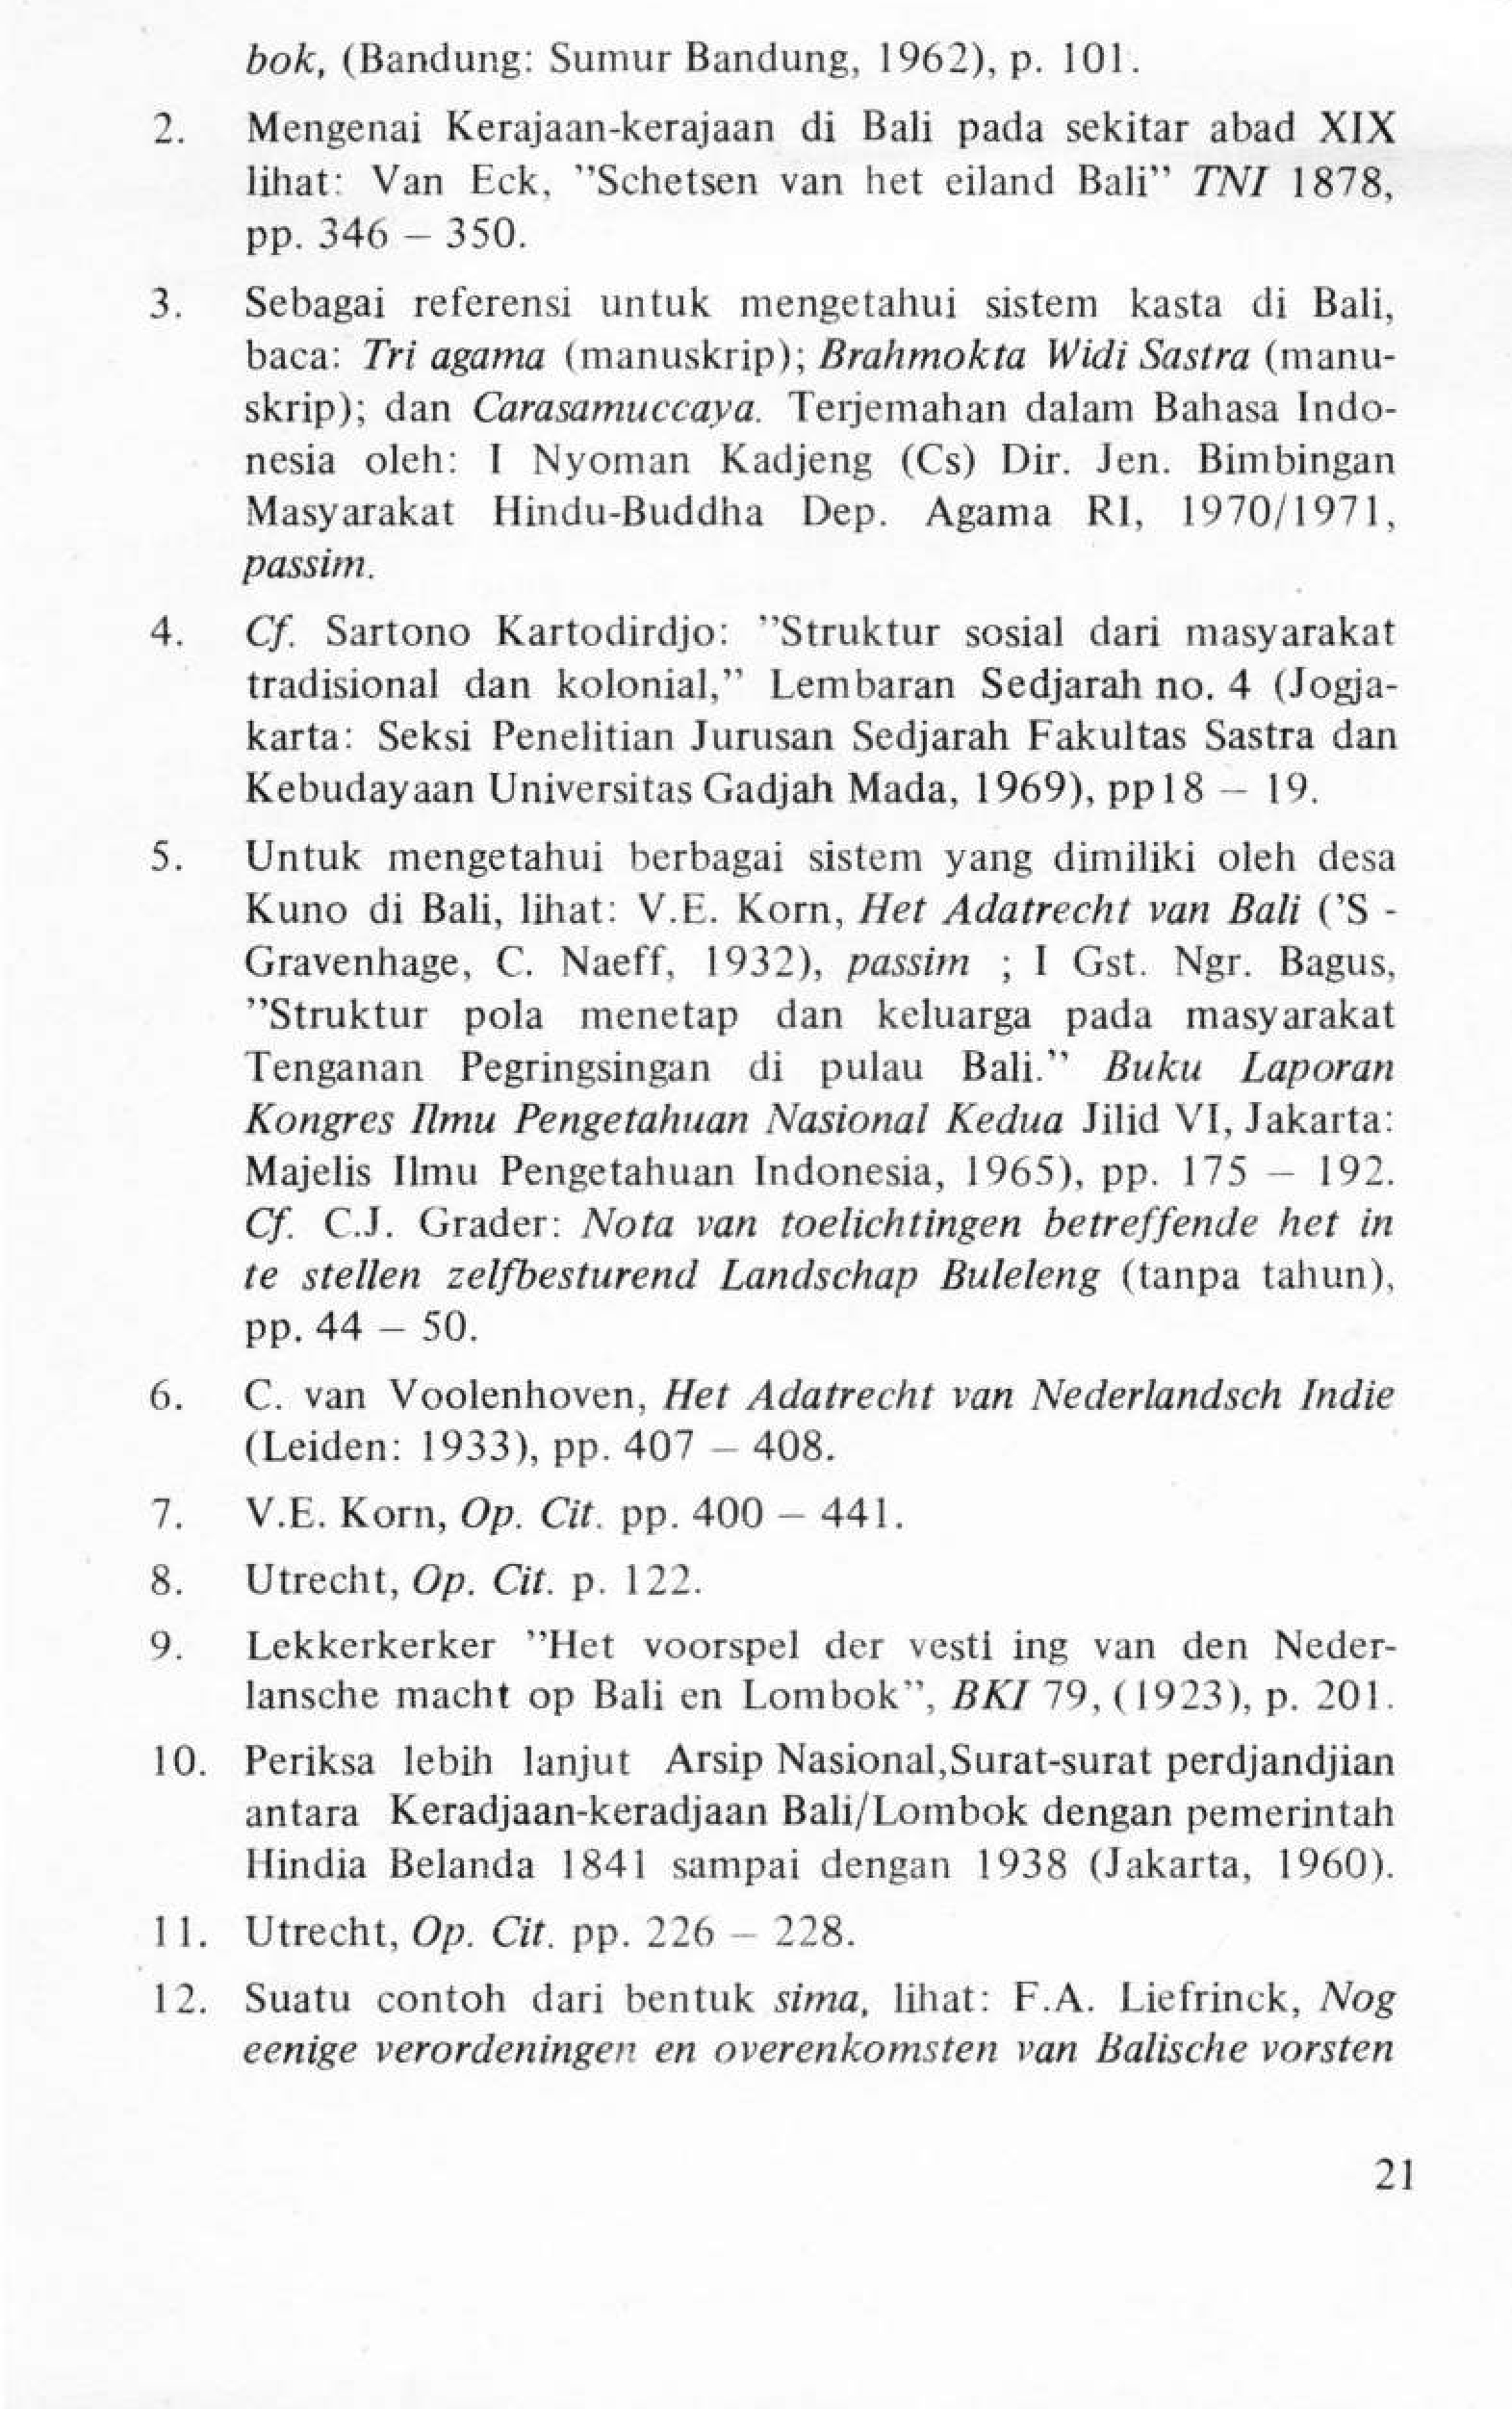 bok, (Bandung: Sumur Bandung, 1962), p. 101.
2. Mengenai Kerajaan-kerajaan di Bali pada sekitar abad XIX
lihat: Van Eck, ”Schetsen van het eiland Bali” TNI 1878,
pp. 346 – 350.
3. Sebagai referensi untuk mengetahui sistem kasta di Bali,
baca: Tri agama (manuskrip); Brahmokta Widi Sastra (manu-
skrip); dan Carasamuccaya. Terjemahan dalam Bahasa Indo-
nesia oleh: I Nyoman Kadjeng (Cs) Dir. Jen. Bimbingan
Masyarakat Hindu-Buddha Dep. Agama RI, 1970/1971,
passim.
4. Cf. Sartono Kartodirdjo: ”Struktur sosial dari masyarakat
tradisional dan kolonial,” Lembaran Sedjarah no. 4 (Jogja-
karta: Seksi Penelitian Jurusan Sedjarah Fakultas Sastra dan
Kebudayaan Universitas Gadjah Mada, 1969), pp18 – 19.
5. Untuk mengetahui berbagai sistem yang dimiliki oleh desa
Kuno di Bali, lihat: V.E. Korn, Het Adatrecht van Bali (’S -
Gravenhage, C. Naeff, 1932), passim ; I Gst. Ngr. Bagus,
”Struktur pola menetap dan keluarga pada masyarakat
Tenganan Pegringsingan di pulau Bali.” Buku Laporan
Kongres Ilmu Pengetahuan Nasional Kedua Jilid VI, Jakarta:
Majelis Ilmu Pengetahuan Indonesia, 1965), pp. 175 – 192.
Cf. C.J. Grader: Nota van toelichtingen betreffende het in
te stellen zelfbesturend Landschap Buleleng (tanpa tahun),
pp. 44 – 50.
6. C. van Voolenhoven, Het Adatrecht van Nederlandsch Indie
(Leiden: 1933), pp. 407 – 408.
7. V.E. Korn, Op. Cit. pp. 400 – 441.
8. Utrecht, Op. Cit. p. 122.
9. Lekkerkerker ”Het voorspel der vesti ing van den Neder-
lansche macht op Bali en Lombok”, BKI 79, (1923), p. 201.
10. Periksa lebih lanjut Arsip Nasional,Surat-surat perdjandjian
antara Keradjaan-keradjaan Bali/Lombok dengan pemerintah
Hindia Belanda 1841 sampai dengan 1938 (Jakarta, 1960).
11. Utrecht, Op. Cit. pp. 226 – 228.
12. Suatu contoh dari bentuk sima, lihat: F.A. Liefrinck, Nog
eenige verordeningen en overenkomsten van Balische vorsten
21